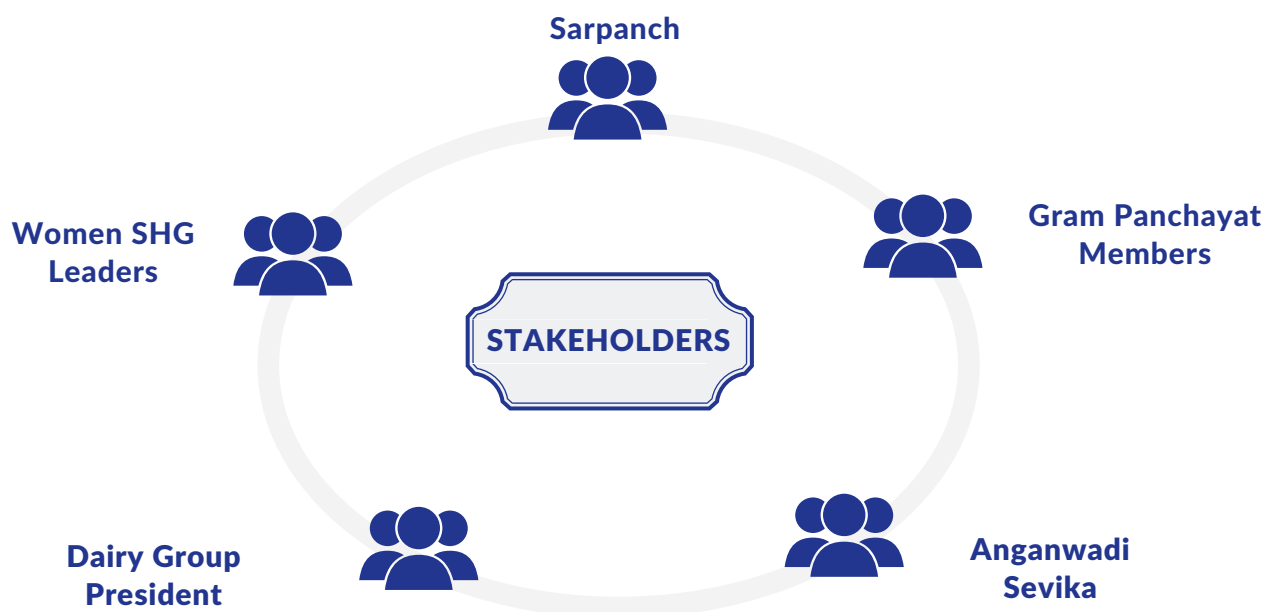 Sarpanch
Women SHG
Leaders
Gram Panchayat
Members
STAKEHOLDERS
Dairy Group
President
Anganwadi
Sevika